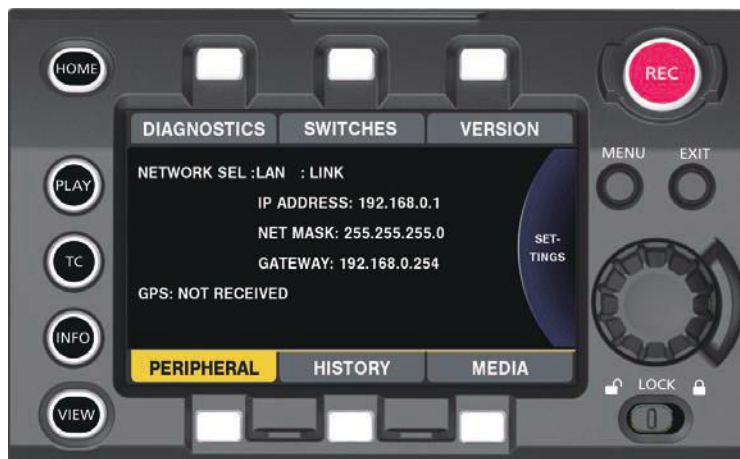 HOME
REC
DIAGNOSTICS SWITCHES VERSION
MENU EXIT
NETWORK SEL :LAN : LINK
PLAY
IP ADDRESS: 192.168.0.1
NET MASK: 255.255.255.0
SET-
TINGS
TC
GATEWAY: 192.168.0.254
GPS: NOT RECEIVED
INFO
PERIPHERAL HISTORY MEDIA
LOCK
VIEW